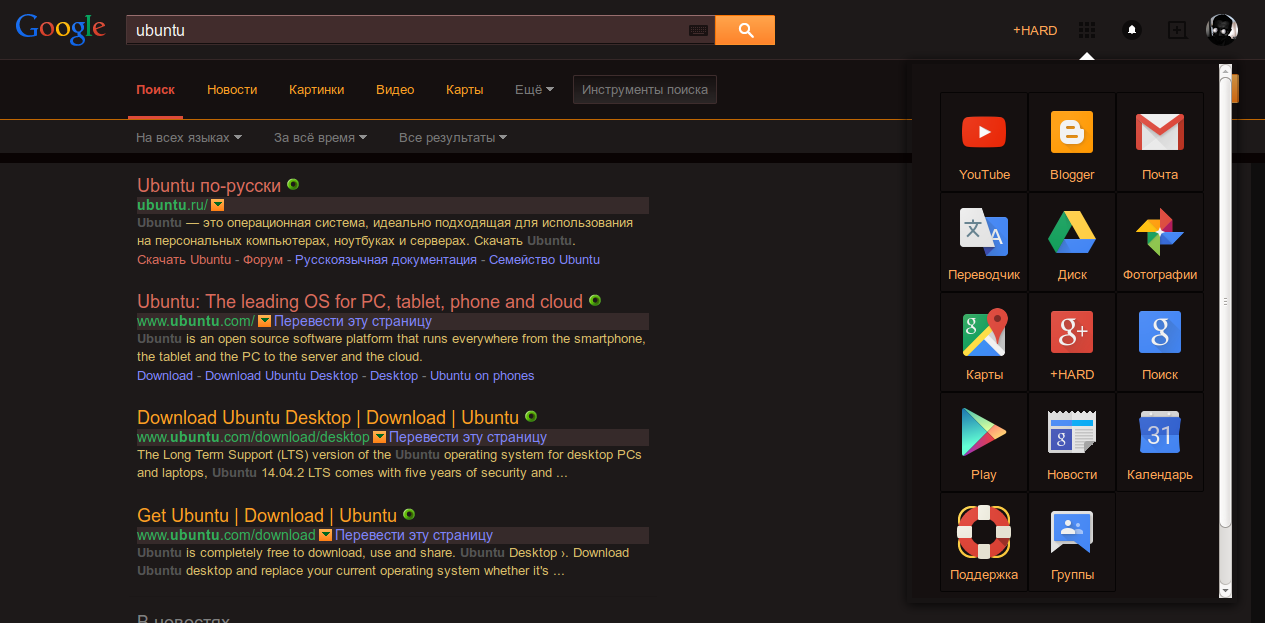 Google
ubuntu
+HARD
Поиск Новости Картинки Видео Карты Ещё Инструменты поиска
На всех языках За всё время Все результаты
Ubuntu по-русски
ubuntu.ru/
Ubuntu — это операционная система, идеально подходящая для использования
на персональных компьютерах, ноутбуках и серверах. Скачать Ubuntu.
Скачать Ubuntu - Форум - Русскоязычная документация - Семейство Ubuntu
Ubuntu: The leading OS for PC, tablet, phone and cloud
www.ubuntu.com/ Перевести эту страницу
Ubuntu is an open source software platform that runs everywhere from the smartphone,
the tablet and the PC to the server and the cloud.
Download - Download Ubuntu Desktop - Desktop - Ubuntu on phones
Download Ubuntu Desktop | Download | Ubuntu
www.ubuntu.com/download/desktop Перевести эту страницу
The Long Term Support (LTS) version of the Ubuntu operating system for desktop PCs
and laptops, Ubuntu 14.04.2 LTS comes with five years of security and ...
Get Ubuntu | Download | Ubuntu
www.ubuntu.com/download Перевести эту страницу
Ubuntu is completely free to download, use and share. Ubuntu Desktop ›. Download
Ubuntu desktop and replace your current operating system whether it's ...
В новостях
YouTube Blogger Почта
文 A
Переводчик Диск Фотографии
g g+ g
Карты +HARD Поиск
g 31
Play Новости Календарь
Поддержка Группы